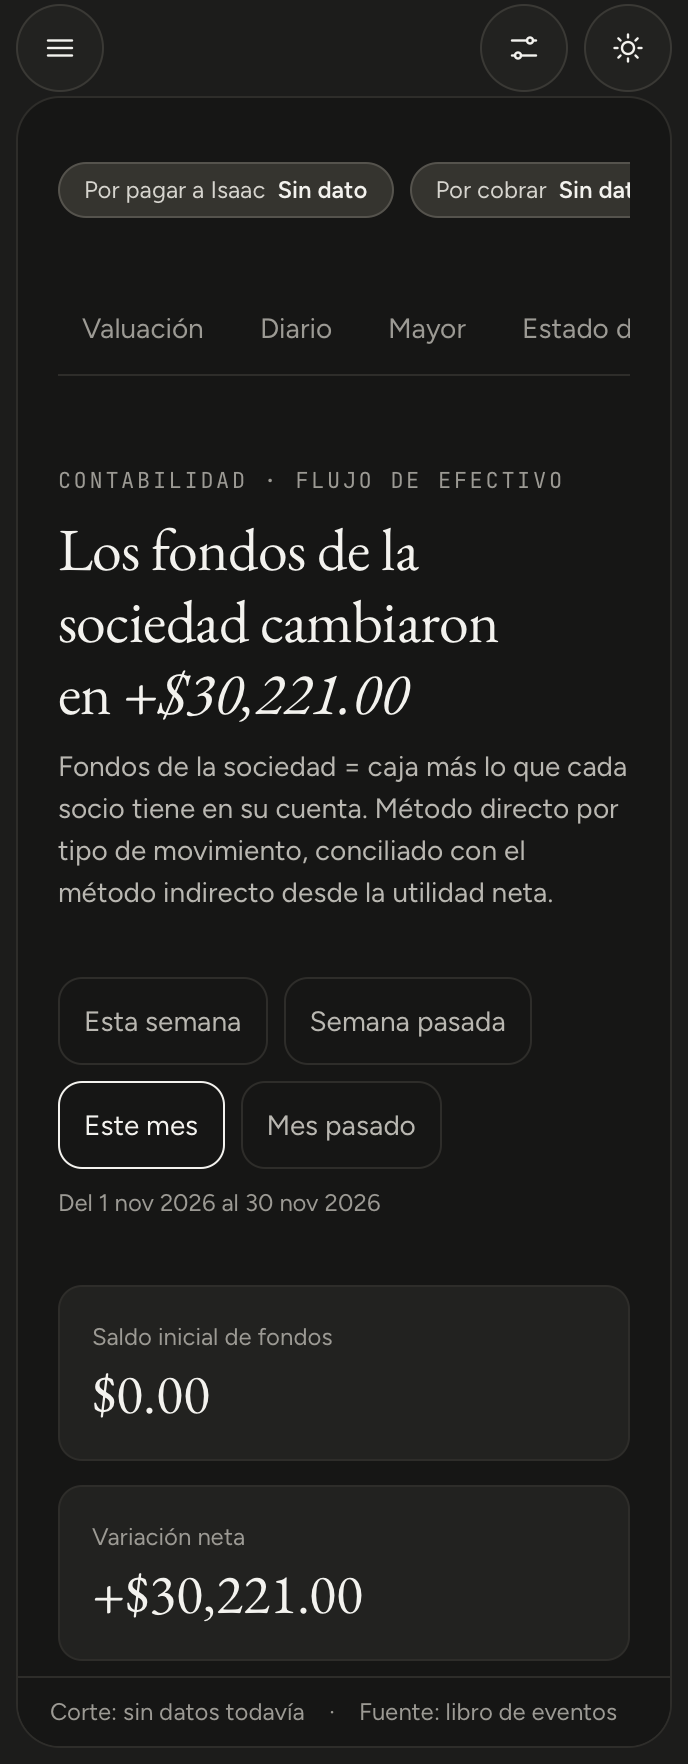 Por pagar a Isaac Sin dato Por cobrar Sin dat
Valuación Diario Mayor Estado d
CONTABILIDAD · FLUJO DE EFECTIVO
Los fondos de la
sociedad cambiaron
en +$30,221.00
Fondos de la sociedad = caja más lo que cada
socio tiene en su cuenta. Método directo por
tipo de movimiento, conciliado con el
método indirecto desde la utilidad neta.
Esta semana Semana pasada
Este mes Mes pasado
Del 1 nov 2026 al 30 nov 2026
Saldo inicial de fondos
$0.00
Variación neta
+$30,221.00
Corte: sin datos todavía · Fuente: libro de eventos